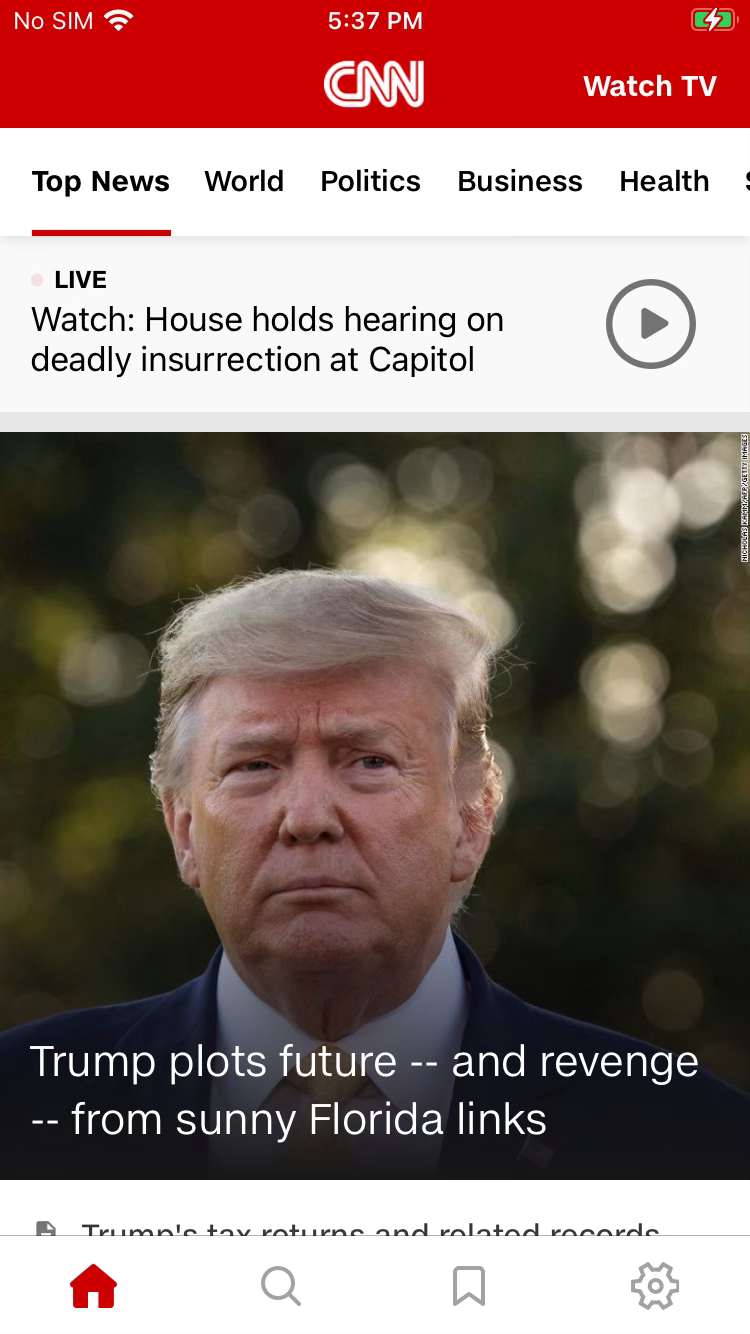 No SIM
5:37 PM
CNN
Watch TV
Top News World Politics Business Health
LIVE
Watch: House holds hearing on
deadly insurrection at Capitol
NICHOLAS KAMM/AFP/GETTY IMAGES
Trump plots future -- and revenge
-- from sunny Florida links
Trump's tax returns and related records